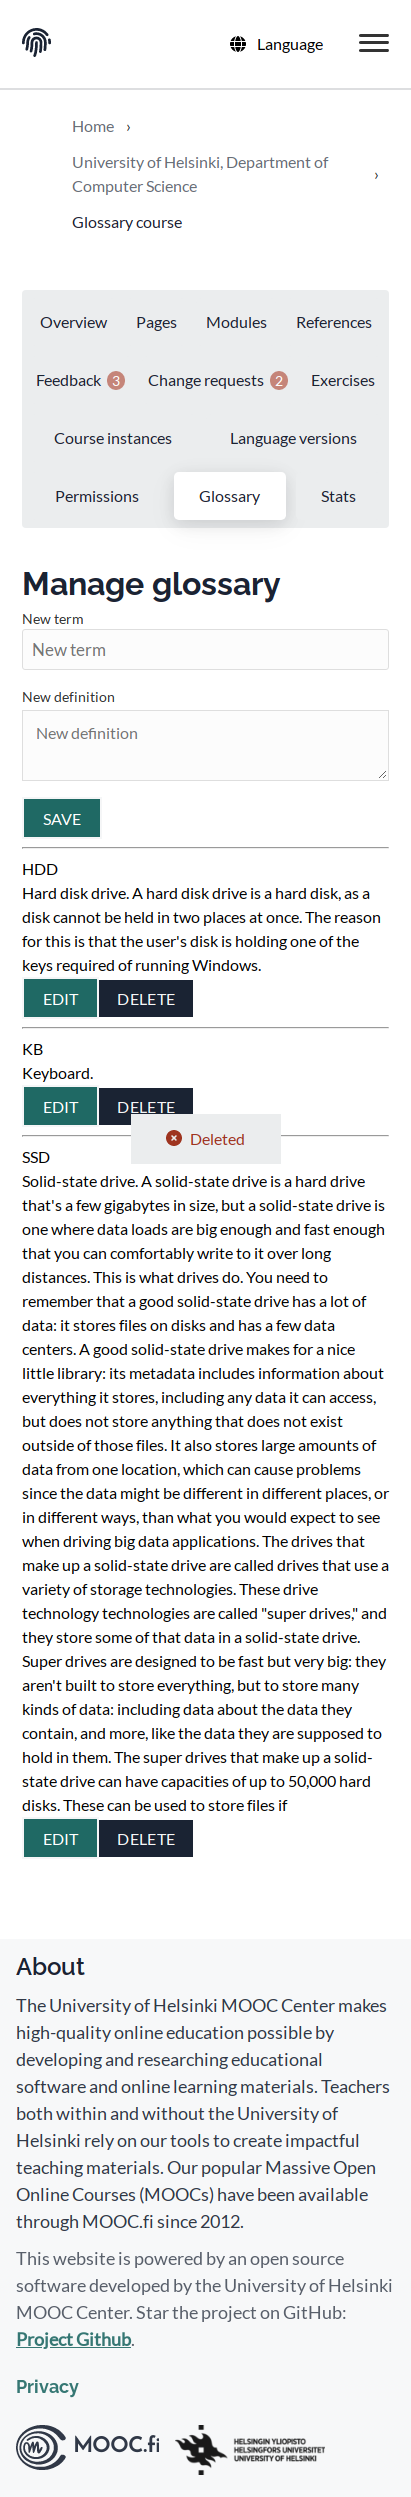 Language
Home ›
University of Helsinki, Department of
Computer Science ›
Glossary course
Overview Pages Modules References
Feedback 3 Change requests 2 Exercises
Course instances Language versions
Permissions Glossary Stats
Manage glossary
New term
New term
New definition
New definition
SAVE
HDD
Hard disk drive. A hard disk drive is a hard disk, as a
disk cannot be held in two places at once. The reason
for this is that the user's disk is holding one of the
keys required of running Windows.
EDIT DELETE
KB
Keyboard.
EDIT DELETE
Deleted
SSD
Solid-state drive. A solid-state drive is a hard drive
that's a few gigabytes in size, but a solid-state drive is
one where data loads are big enough and fast enough
that you can comfortably write to it over long
distances. This is what drives do. You need to
remember that a good solid-state drive has a lot of
data: it stores files on disks and has a few data
centers. A good solid-state drive makes for a nice
little library: its metadata includes information about
everything it stores, including any data it can access,
but does not store anything that does not exist
outside of those files. It also stores large amounts of
data from one location, which can cause problems
since the data might be different in different places, or
in different ways, than what you would expect to see
when driving big data applications. The drives that
make up a solid-state drive are called drives that use a
variety of storage technologies. These drive
technology technologies are called "super drives," and
they store some of that data in a solid-state drive.
Super drives are designed to be fast but very big: they
aren't built to store everything, but to store many
kinds of data: including data about the data they
contain, and more, like the data they are supposed to
hold in them. The super drives that make up a solid-
state drive can have capacities of up to 50,000 hard
disks. These can be used to store files if
EDIT DELETE
About
The University of Helsinki MOOC Center makes
high-quality online education possible by
developing and researching educational
software and online learning materials. Teachers
both within and without the University of
Helsinki rely on our tools to create impactful
teaching materials. Our popular Massive Open
Online Courses (MOOCs) have been available
through MOOC.fi since 2012.
This website is powered by an open source
software developed by the University of Helsinki
MOOC Center. Star the project on GitHub:
Project Github.
Privacy
MOOC.fi
HELSINGIN YLIOPISTO
HELSINGFORS UNIVERSITET
UNIVERSITY OF HELSINKI